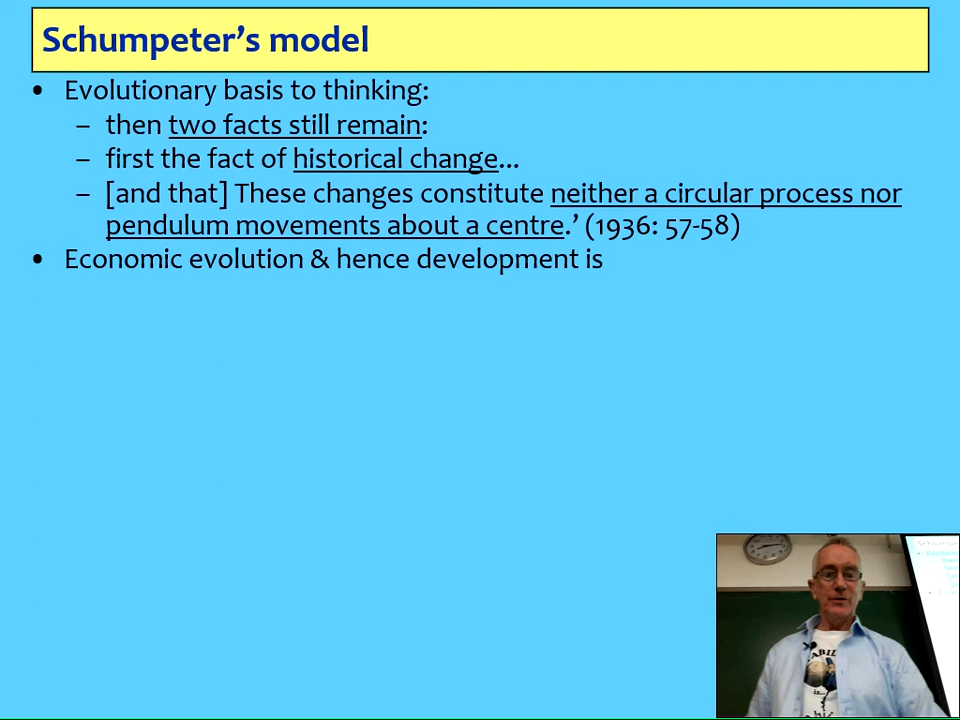 Schumpeter’s model
• Evolutionary basis to thinking:
– then two facts still remain:
– first the fact of historical change...
– [and that] These changes constitute neither a circular process nor
pendulum movements about a centre.’ (1936: 57-58)
• Economic evolution & hence development is
is...